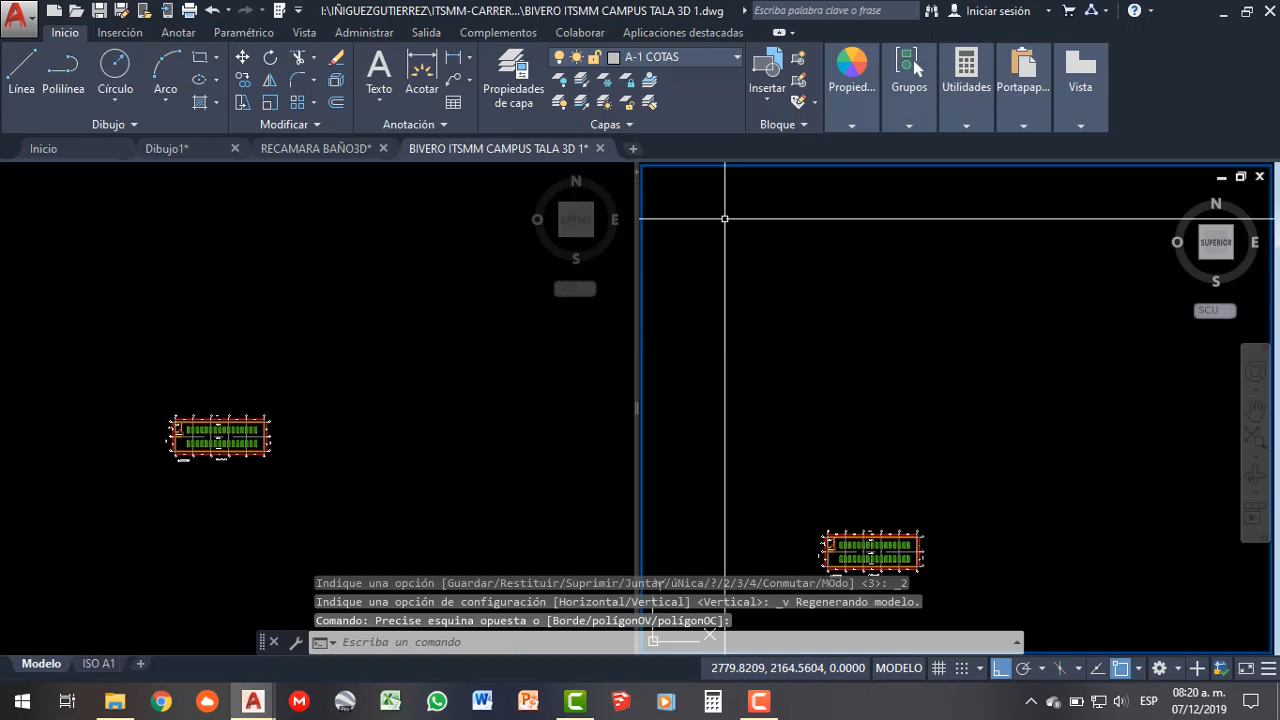 A I:\IÑIGUEZGUTIERREZ\ITSMM-CARRER...\BIVERO ITSMM CAMPUS TALA 3D 1.dwg Escriba palabra clave o frase Iniciar sesión ?
Inicio Inserción Anotar Paramétrico Vista Administrar Salida Complementos Colaborar Aplicaciones destacadas
A-1 COTAS
Línea Polilínea Círculo Arco Texto Acotar Propiedades de capa Insertar Propied... Grupos Utilidades Portapap... Vista
Dibujo Modificar Anotación Capas Bloque
Inicio Dibujo1* RECAMARA BAÑO3D* BIVERO ITSMM CAMPUS TALA 3D 1*
N
O SUPERIOR E
S
N
O SUPERIOR E
S
SCU
Indique una opción [Guardar/Restituir/Suprimir/Juntar/úNica/?/2/3/4/Conmutar/MOdo] <3>: _2
Indique una opción de configuración [Horizontal/Vertical] <Vertical>: _v Regenerando modelo.
Comando: Precise esquina opuesta o [Borde/polígonOV/polígonOC]:
Escriba un comando
Modelo ISO A1 2779.8209, 2164.5604, 0.0000 MODELO
ESP 08:20 a. m.
07/12/2019